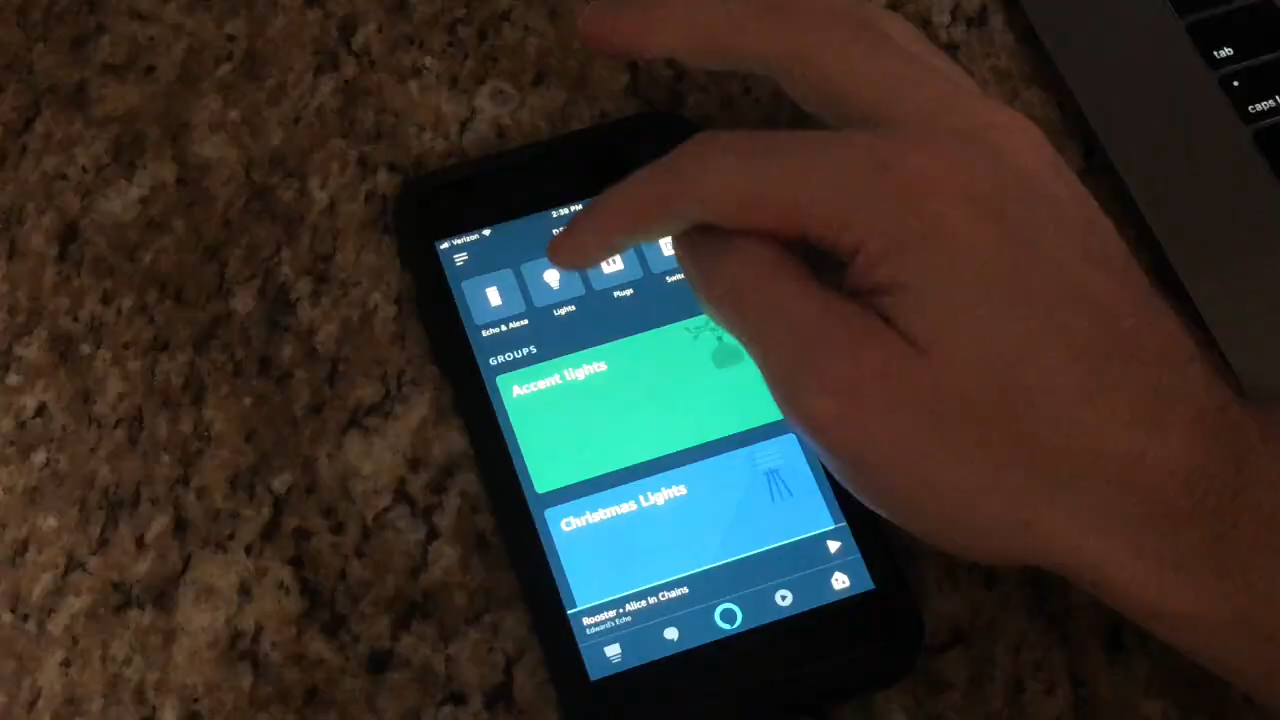 tab
caps l
2:39 PM
Verizon
Echo & Alexa
Lights
Plugs
Switc
GROUPS
Accent lights
Christmas Lights
Rooster • Alice In Chains
Edward's Echo